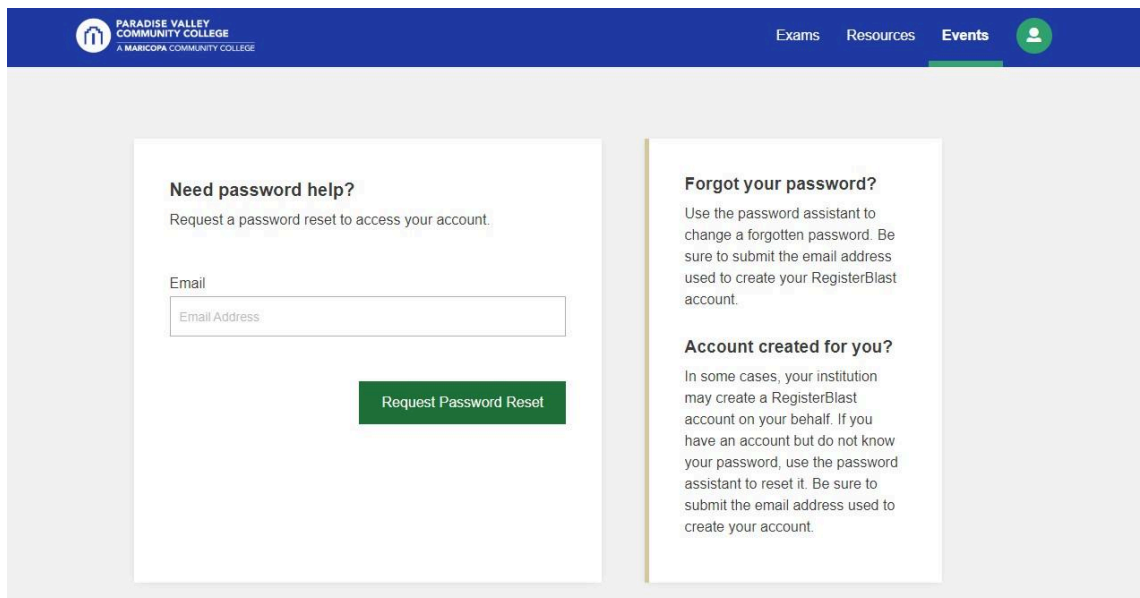 PARADISE VALLEY
COMMUNITY COLLEGE
A MARICOPA COMMUNITY COLLEGE
Exams
Resources
Events
Need password help?
Request a password reset to access your account.
Email
Email Address
Request Password Reset
Forgot your password?
Use the password assistant to
change a forgotten password. Be
sure to submit the email address
used to create your RegisterBlast
account.
Account created for you?
In some cases, your institution
may create a RegisterBlast
account on your behalf. If you
have an account but do not know
your password, use the password
assistant to reset it. Be sure to
submit the email address used to
create your account.